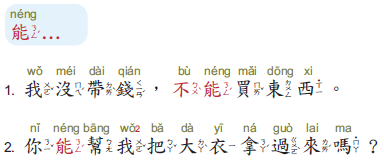 néng
能…
wǒ méi dài qián bù néng mǎi dōng xi
1. 我沒帶錢，不能買東西。
nǐ néng bāng wǒ2 bǎ dà yī ná guò lai ma
2. 你能幫我把大衣拿過來嗎？